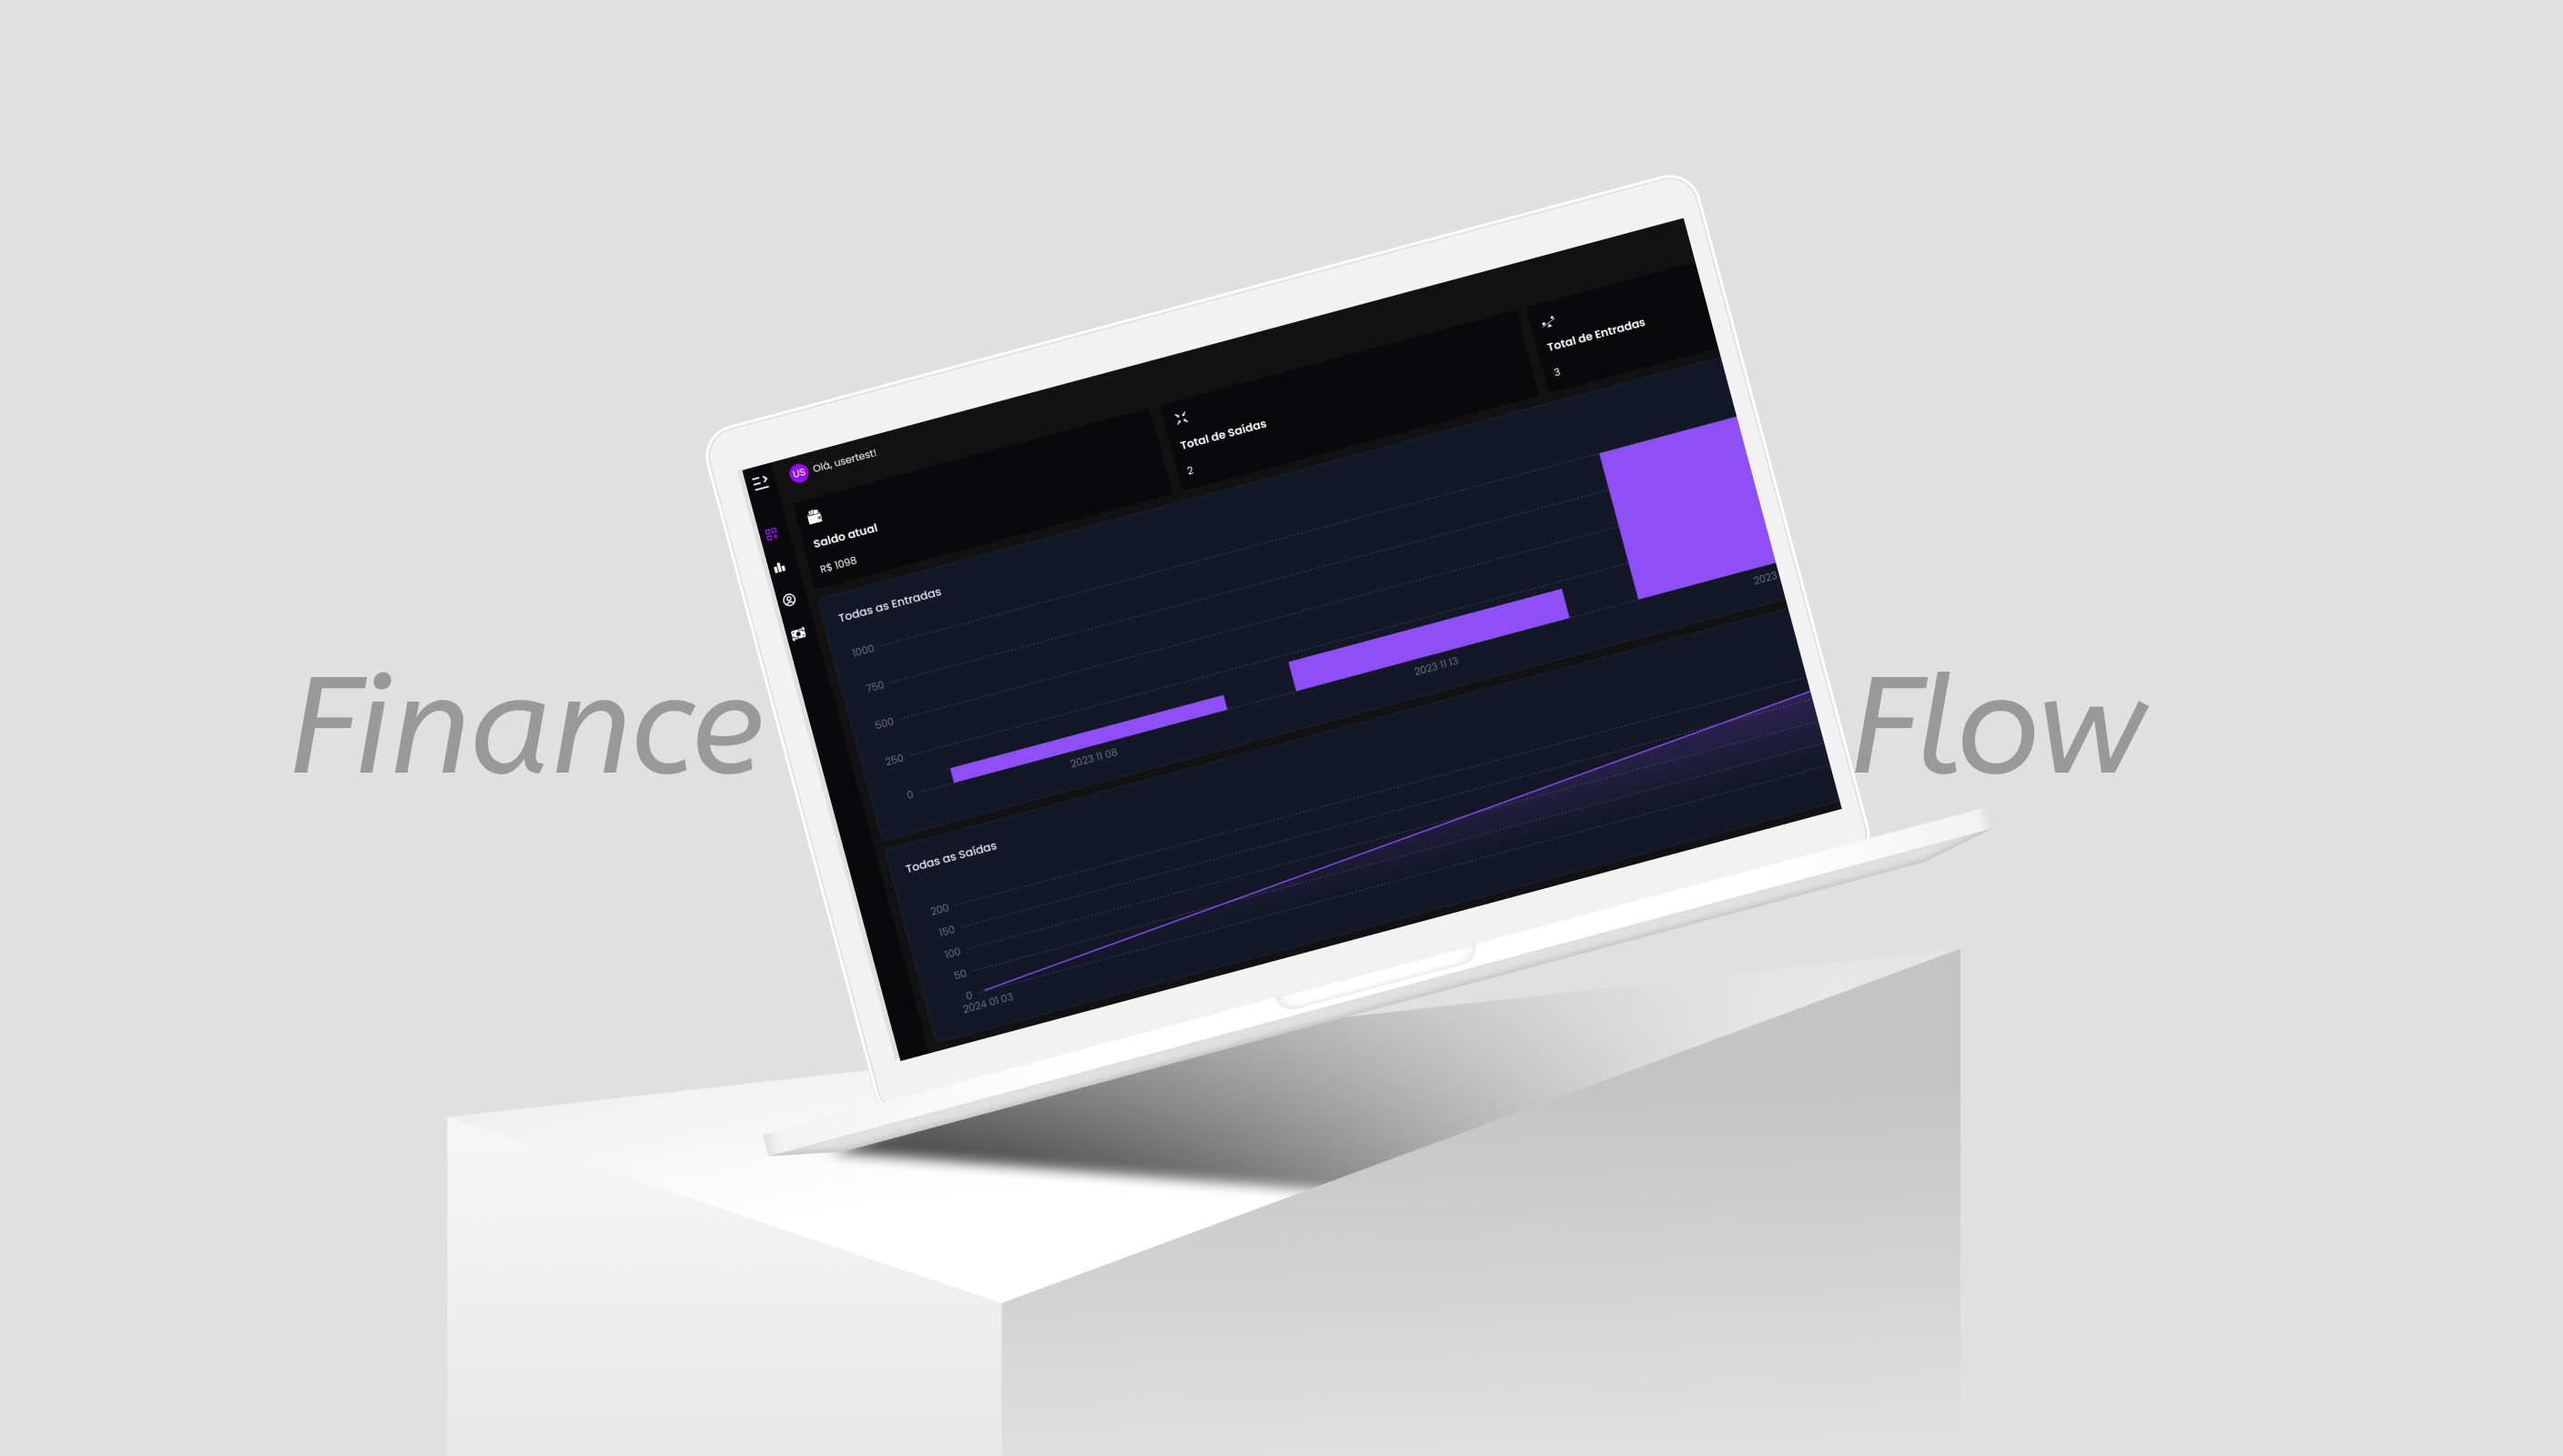 Finance
Flow
US
Olá, usertest!
Saldo atual
R$ 1098
Total de Saídas
2
Total de Entradas
3
Todas as Entradas
1000
750
500
250
0
2023 11 08
2023 11 13
2023
Todas as Saídas
200
150
100
50
0
2024 01 03